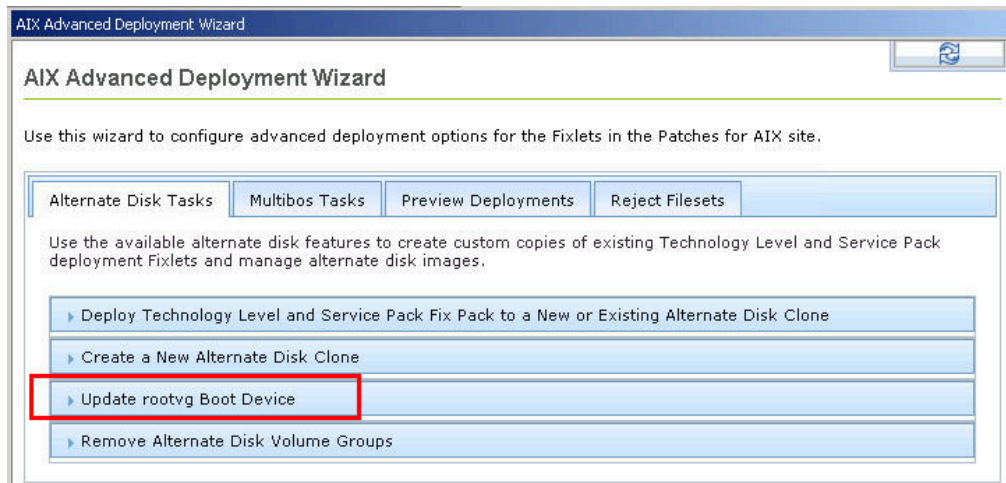 AIX Advanced Deployment Wizard
AIX Advanced Deployment Wizard
Use this wizard to configure advanced deployment options for the Fixlets in the Patches for AIX site.
Alternate Disk Tasks Multibos Tasks Preview Deployments Reject Filesets
Use the available alternate disk features to create custom copies of existing Technology Level and Service Pack
deployment Fixlets and manage alternate disk images.
Deploy Technology Level and Service Pack Fix Pack to a New or Existing Alternate Disk Clone
Create a New Alternate Disk Clone
Update rootvg Boot Device
Remove Alternate Disk Volume Groups